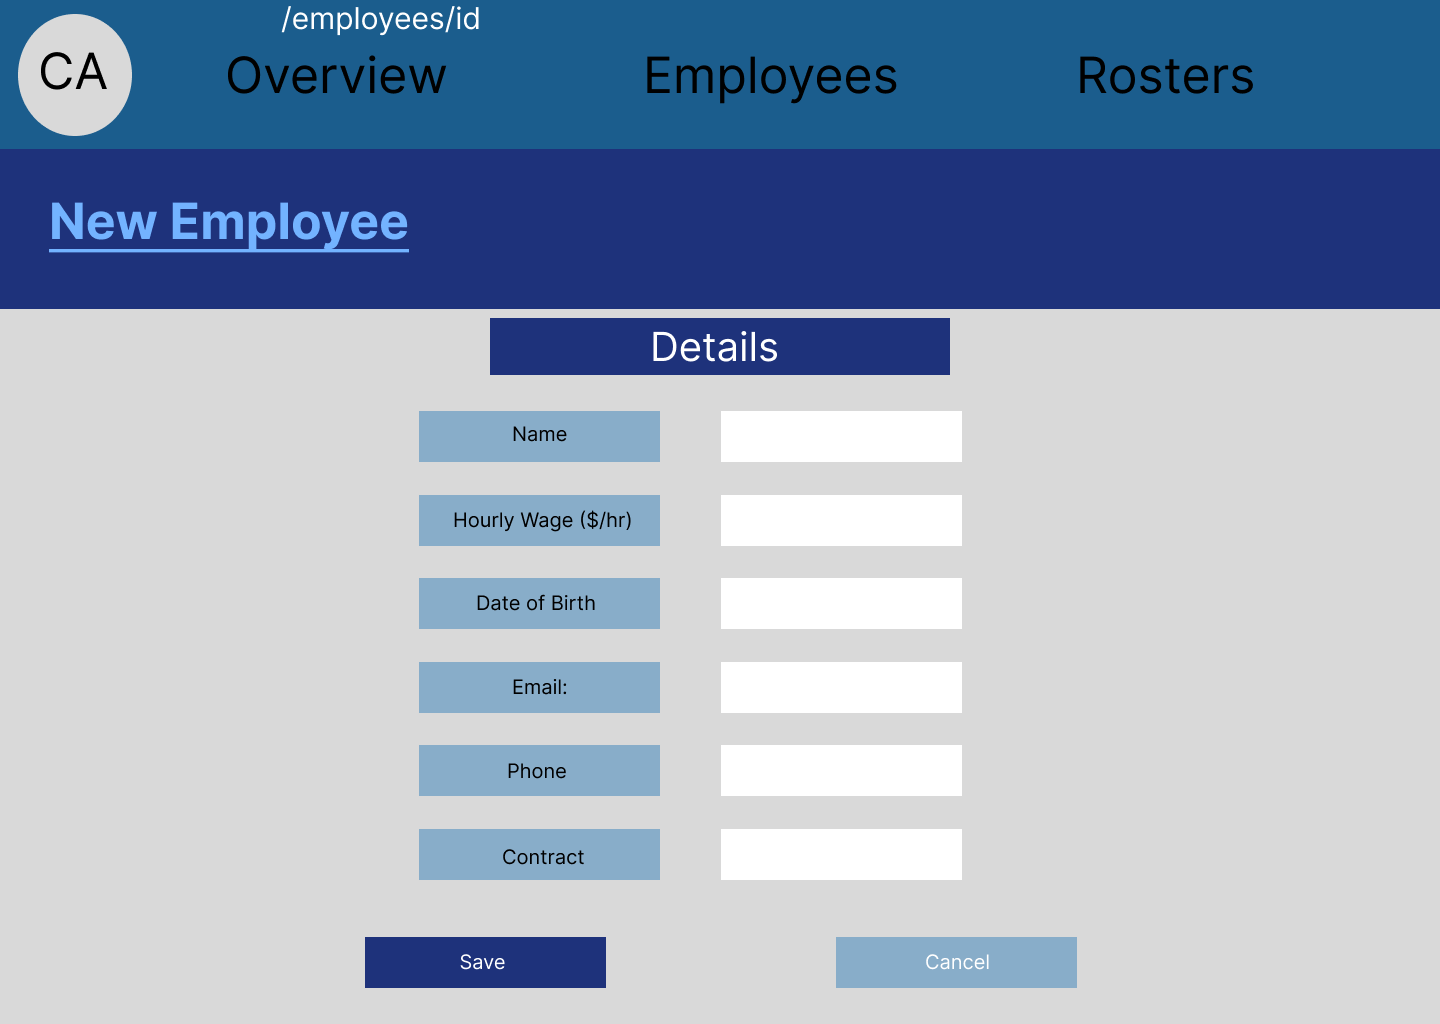 /employees/id
CA
Overview
Employees
Rosters
New Employee
Details
Name
Hourly Wage ($/hr)
Date of Birth
Email:
Phone
Contract
Save
Cancel